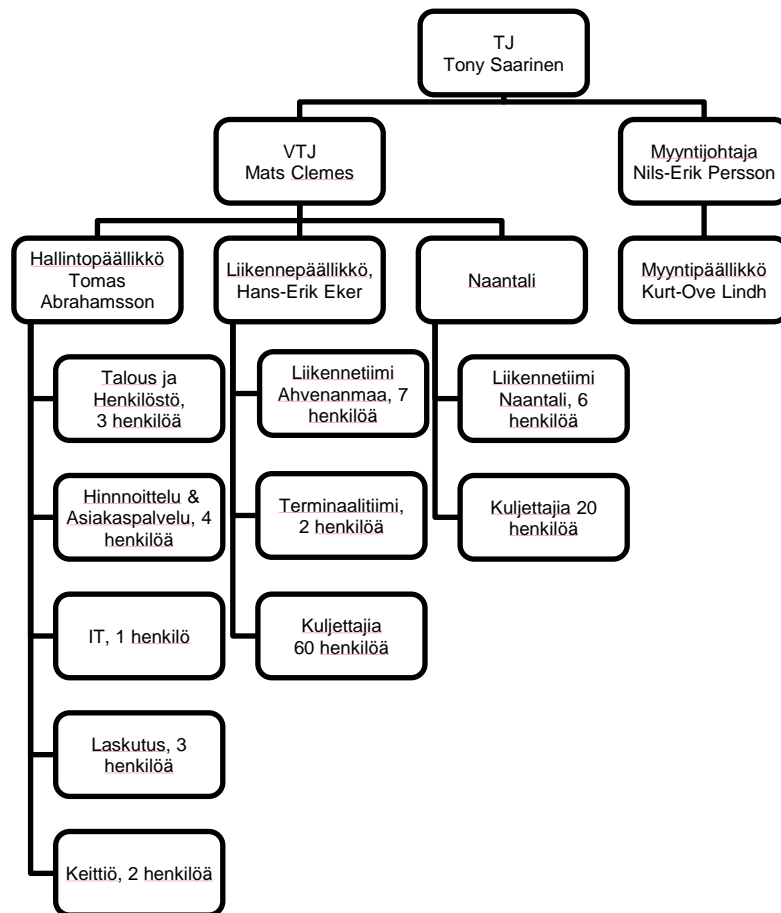 TJ
Tony Saarinen
VTJ
Mats Clemes
Myyntijohtaja
Nils-Erik Persson
Hallintopäällikkö
Tomas
Abrahamsson
Liikennepäällikkö,
Hans-Erik Eker
Naantali
Myyntipäällikkö
Kurt-Ove Lindh
Talous ja
Henkilöstö,
3 henkilöä
Hinnnoittelu &
Asiakaspalvelu, 4
henkilöä
IT, 1 henkilö
Laskutus, 3
henkilöä
Keittiö, 2 henkilöä
Liikennetiimi
Ahvenanmaa, 7
henkilöä
Terminaalitiimi,
2 henkilöä
Kuljettajia
60 henkilöä
Liikennetiimi
Naantali, 6
henkilöä
Kuljettajia 20
henkilöä